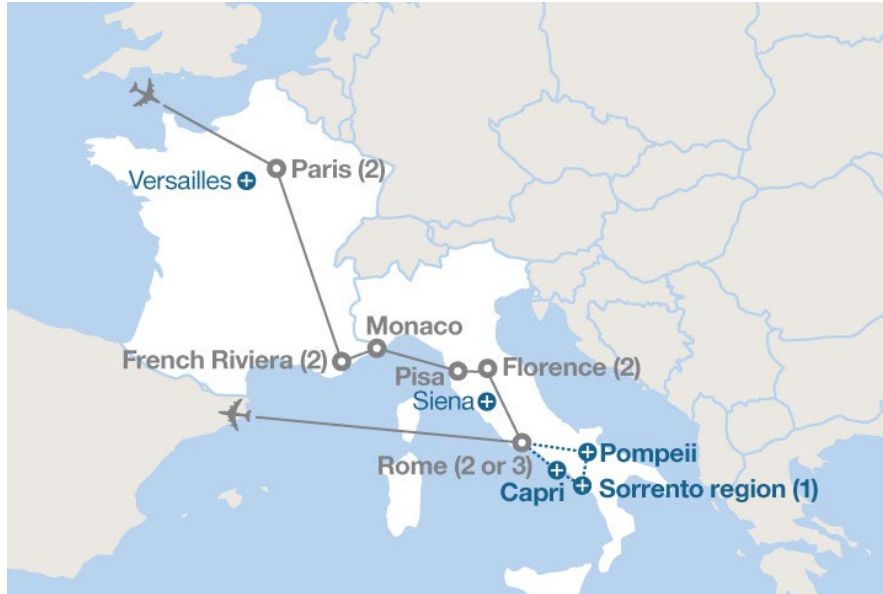 Paris (2)
Versailles
Monaco
French Riviera (2)
Pisa
Florence (2)
Siena
Rome (2 or 3)
Pompeii
Capri
Sorrento region (1)